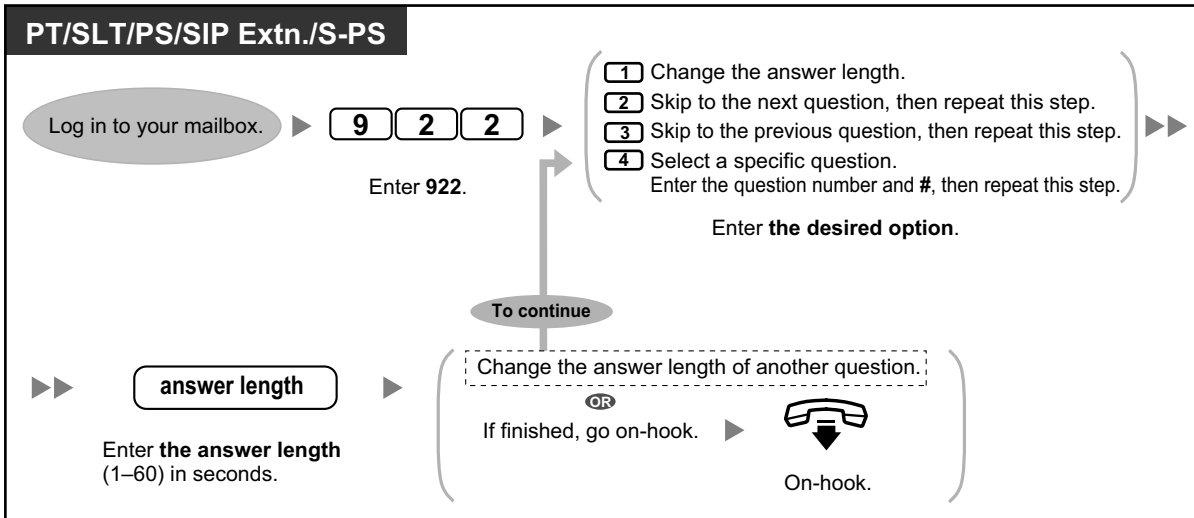 PT/SLT/PS/SIP Extn./S-PS
Log in to your mailbox.
9 2 2
Enter 922.
1 Change the answer length.
2 Skip to the next question, then repeat this step.
3 Skip to the previous question, then repeat this step.
4 Select a specific question.
Enter the question number and #, then repeat this step.
Enter the desired option.
To continue
answer length
Enter the answer length
(1–60) in seconds.
Change the answer length of another question.
OR
If finished, go on-hook.
On-hook.